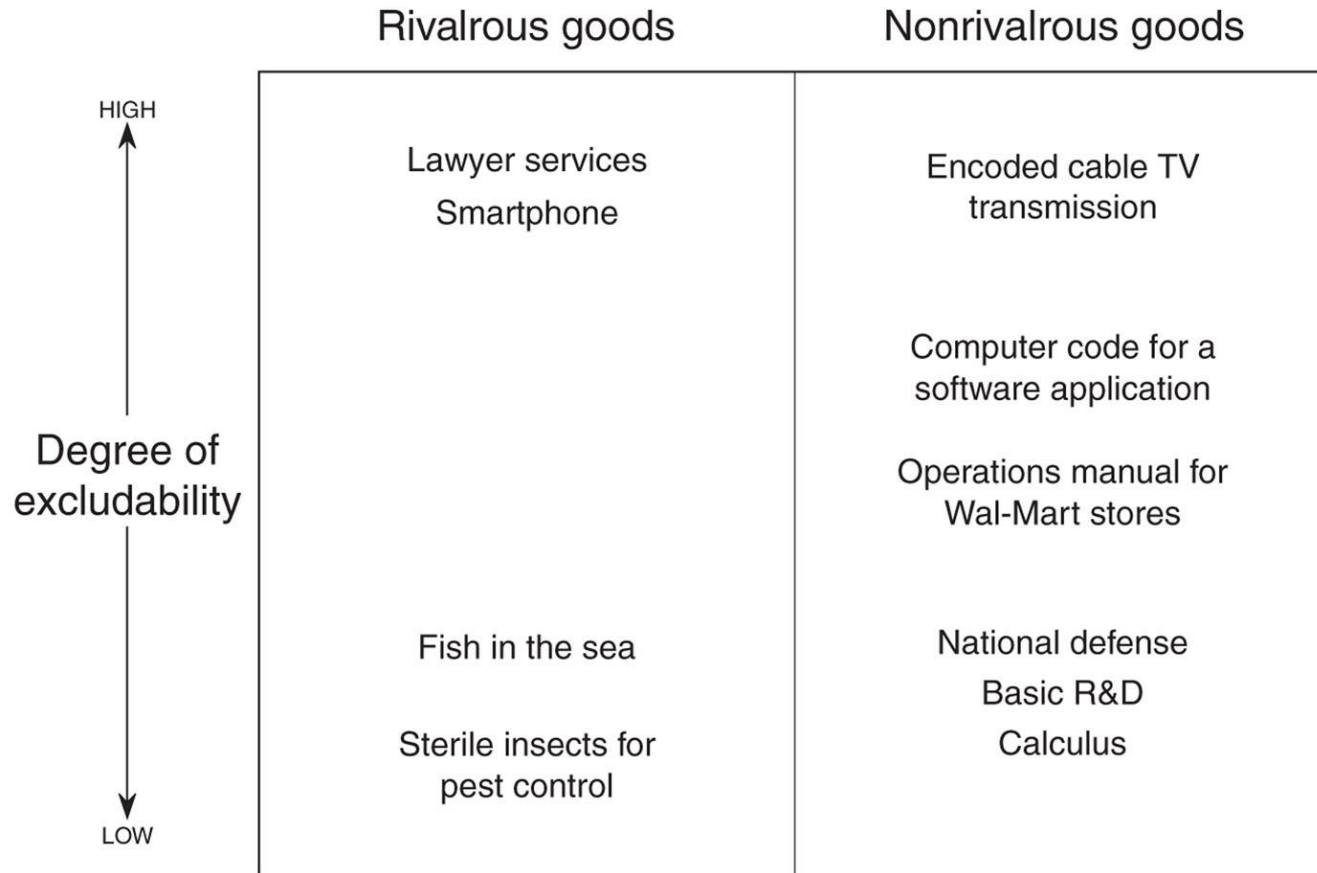 Rivalrous goods
Nonrivalrous goods
HIGH
Lawyer services
Smartphone
Encoded cable TV
transmission
Computer code for a
software application
Degree of
excludability
Operations manual for
Wal-Mart stores
Fish in the sea
National defense
Basic R&D
Calculus
Sterile insects for
pest control
LOW